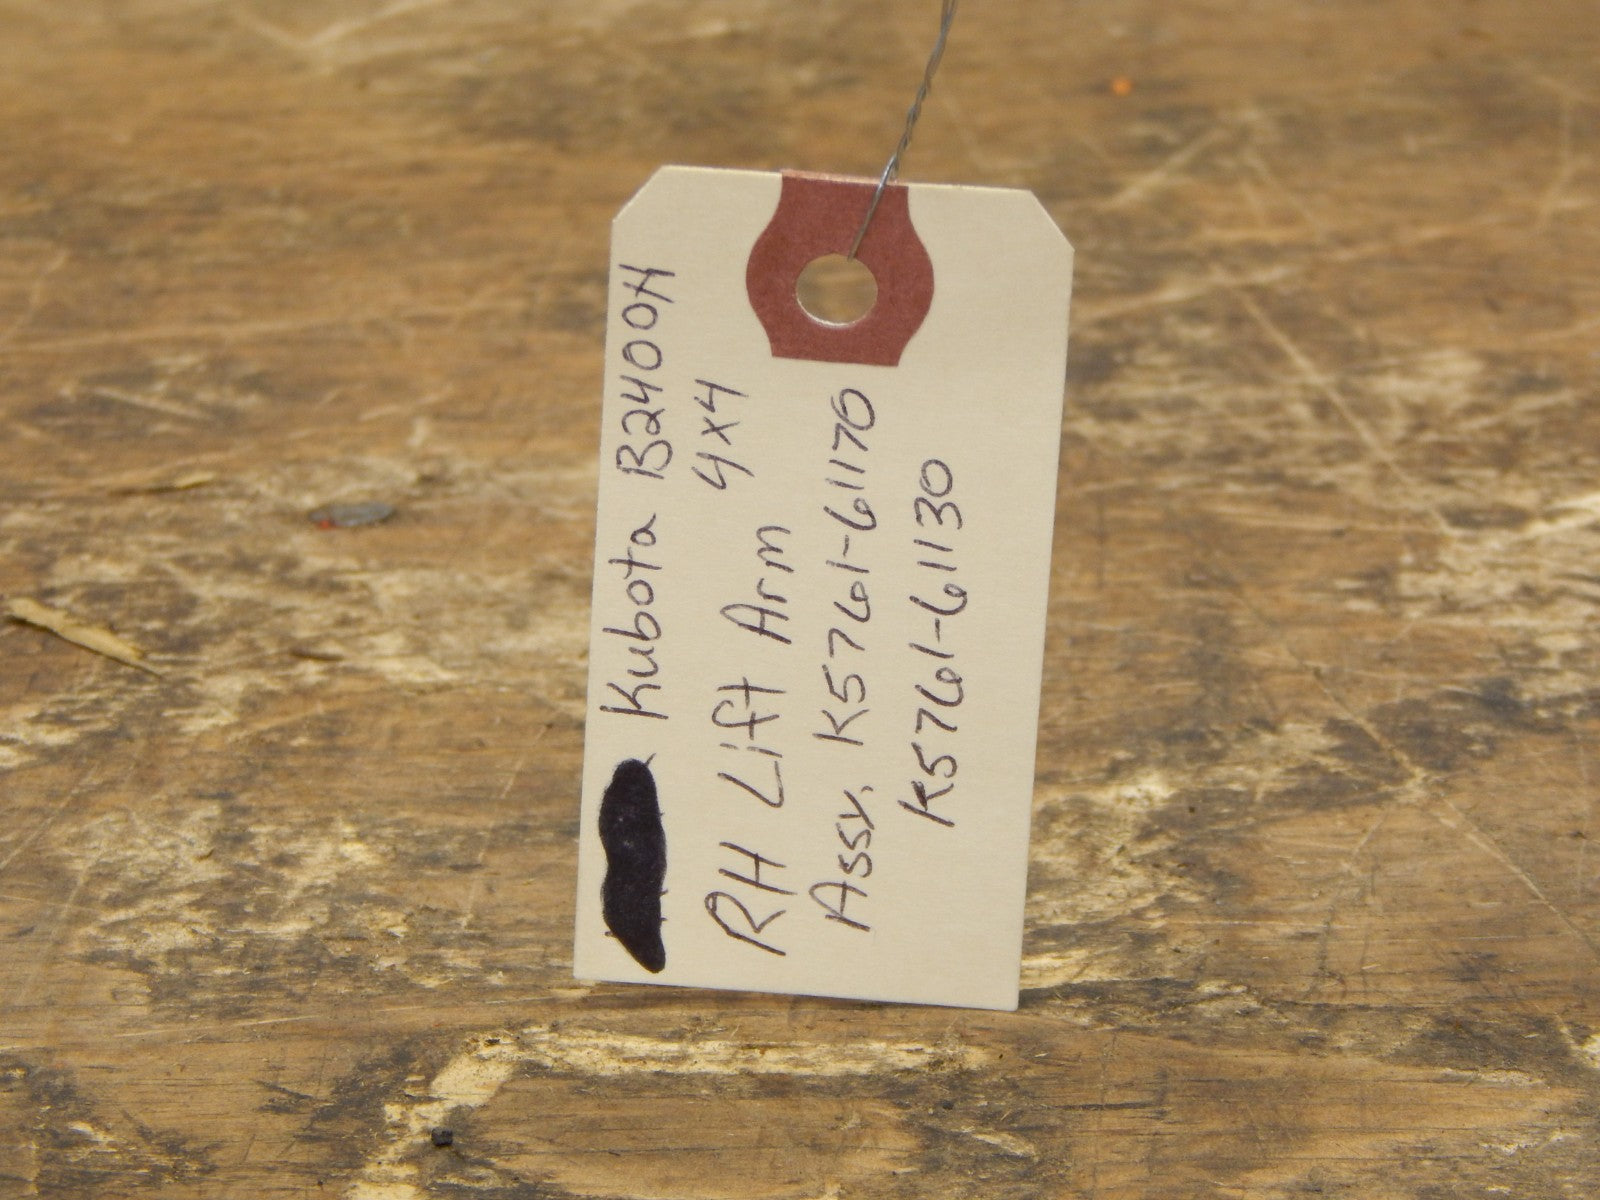 Kubota B2400H
4x4
RH Lift Arm
Assy. K5761-61170
K5761-61130